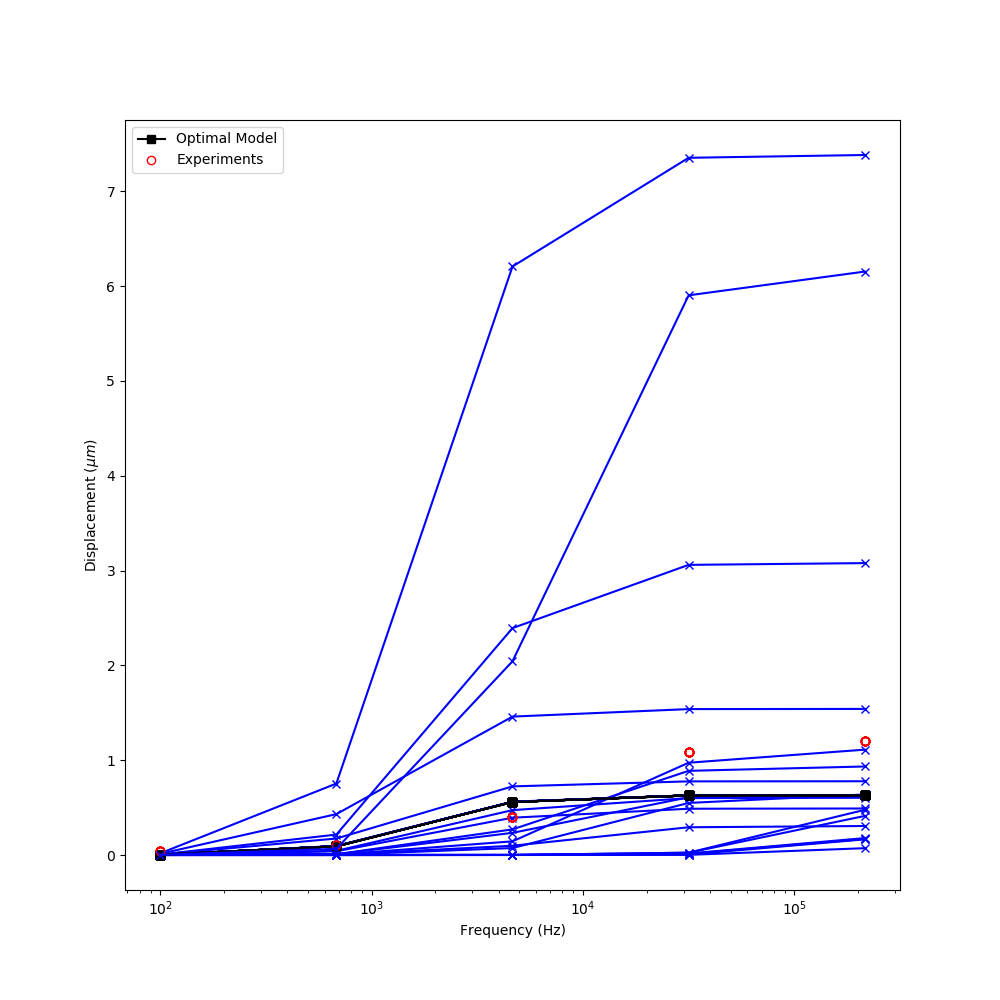 Optimal Model
Experiments
7
6
5
4
3
2
1
0
Displacement (μm)
10² 10³ 10⁴ 10⁵
Frequency (Hz)